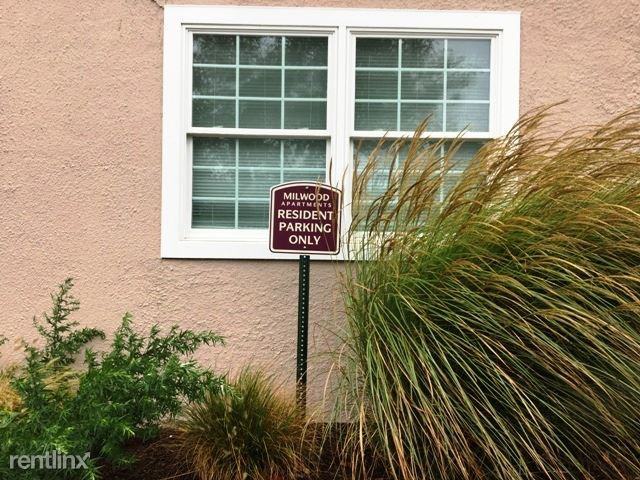 MILWOOD
APARTMENTS
RESIDENT
PARKING
ONLY
rentlinx